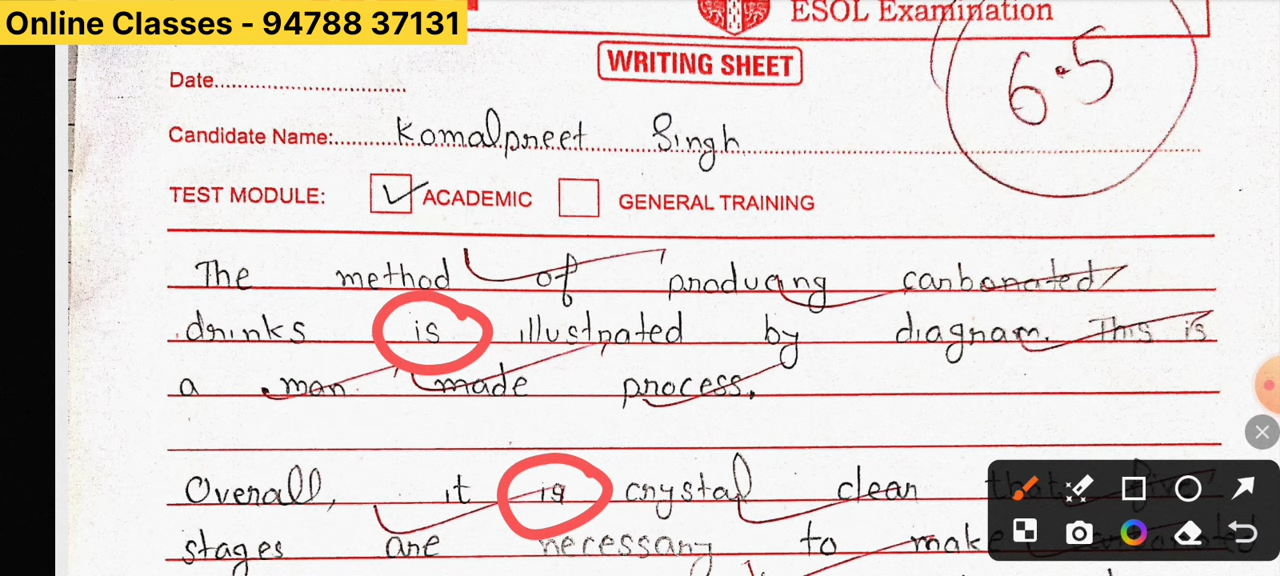 Online Classes - 94788 37131
ESOL Examination
WRITING SHEET
6.5
Date
Candidate Name: Komalpreet Singh
TEST MODULE: ACADEMIC GENERAL TRAINING
The method of producing carbonated
drinks is illustrated by diagram. This is
a man made process.
Overall, it is crystal clear that
stages are necessary to make